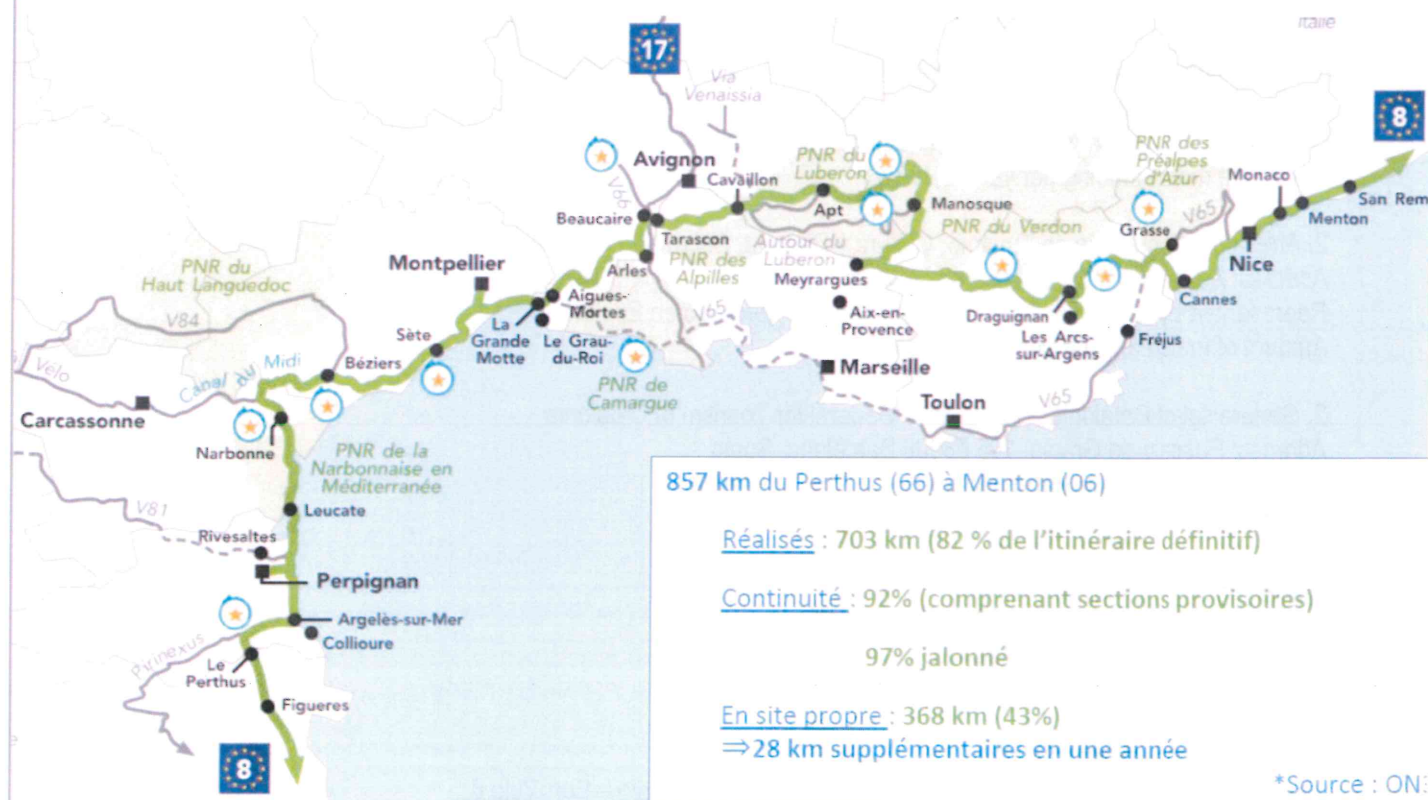 Italie
17
Via
Venaissia
8
PNR du
Luberon
PNR des
Préalpes
d'Azur
Monaco
Avignon
V66
Cavaillon
San Rem
Menton
Beaucaire
Apt
Manosque
V65
Grasse
Tarascon
PNR du Verdon
Autour du
Luberon
Nice
Montpellier
Arles
PNR des
Alpilles
Meyrargues
PNR du
Haut Languedoc
Aigues-
Mortes
Cannes
Aix-en-
Provence
Draguignan
V84
Sète
La
Grande
Motte
Le Grau-
du-Roi
V65
Les Arcs-
sur-Argens
Fréjus
Vélo
Canal du Midi
Béziers
Marseille
PNR de
Camargue
Carcassonne
Toulon
V65
Narbonne
PNR de la
Narbonnaise en
Méditerranée
V81
Leucate
Rivesaltes
Perpignan
Argelès-sur-Mer
Collioure
Pirinexus
Le
Perthus
Figueres
8
857 km du Perthus (66) à Menton (06)
Réalisés : 703 km (82 % de l'itinéraire définitif)
Continuité : 92% (comprenant sections provisoires)
97% jalonné
En site propre : 368 km (43%)
⇒28 km supplémentaires en une année
*Source : ON3